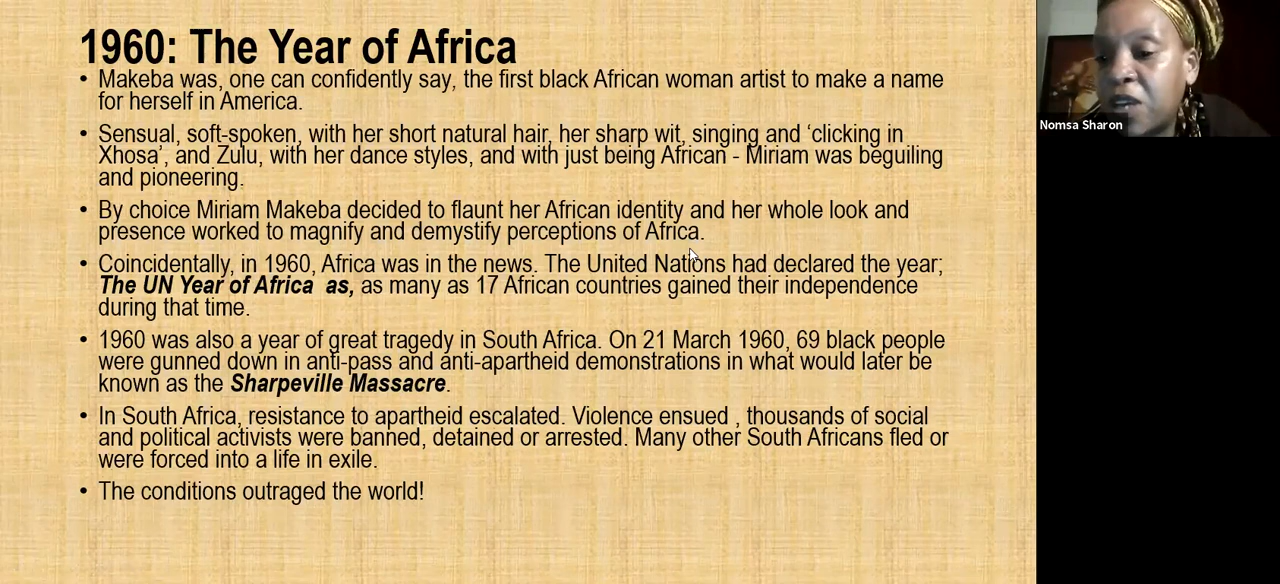 1960: The Year of Africa
• Makeba was, one can confidently say, the first black African woman artist to make a name
for herself in America.
• Sensual, soft-spoken, with her short natural hair, her sharp wit, singing and ‘clicking in
Xhosa’, and Zulu, with her dance styles, and with just being African - Miriam was beguiling
and pioneering.
• By choice Miriam Makeba decided to flaunt her African identity and her whole look and
presence worked to magnify and demystify perceptions of Africa.
• Coincidentally, in 1960, Africa was in the news. The United Nations had declared the year;
The UN Year of Africa  as, as many as 17 African countries gained their independence
during that time.
• 1960 was also a year of great tragedy in South Africa. On 21 March 1960, 69 black people
were gunned down in anti-pass and anti-apartheid demonstrations in what would later be
known as the Sharpeville Massacre.
• In South Africa, resistance to apartheid escalated. Violence ensued , thousands of social
and political activists were banned, detained or arrested. Many other South Africans fled or
were forced into a life in exile.
• The conditions outraged the world!
Nomsa Sharon